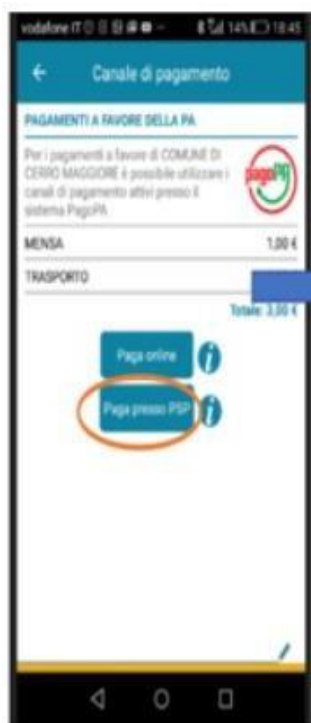 vodafone IT 14% 18:45
Canale di pagamento
PAGAMENTI A FAVORE DELLA PA
Per i pagamenti a favore di COMUNE DI
CERRO MAGGIORE è possibile utilizzare i
canali di pagamento attivi presso il
sistema PagoPA
pagoPA
MENSA 1,00 €
TRASPORTO
Totale: 3,00 €
Paga online i
Paga presso PSP i